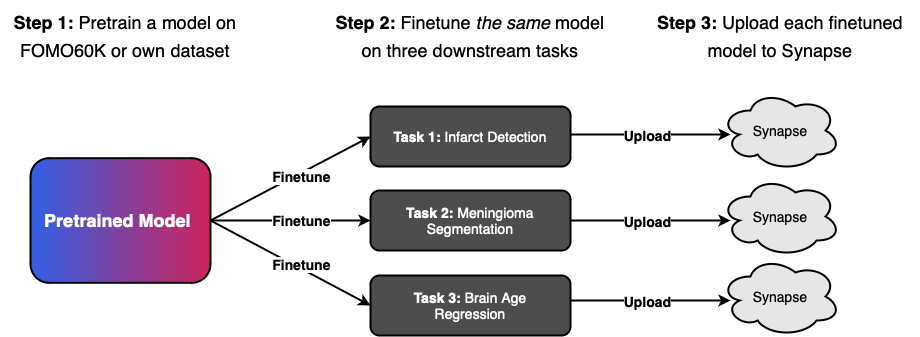 Step 1: Pretrain a model on
FOMO60K or own dataset
Step 2: Finetune the same model
on three downstream tasks
Step 3: Upload each finetuned
model to Synapse
Pretrained Model
Finetune
Finetune
Finetune
Task 1: Infarct Detection
Task 2: Meningioma
Segmentation
Task 3: Brain Age
Regression
Upload
Upload
Upload
Synapse
Synapse
Synapse